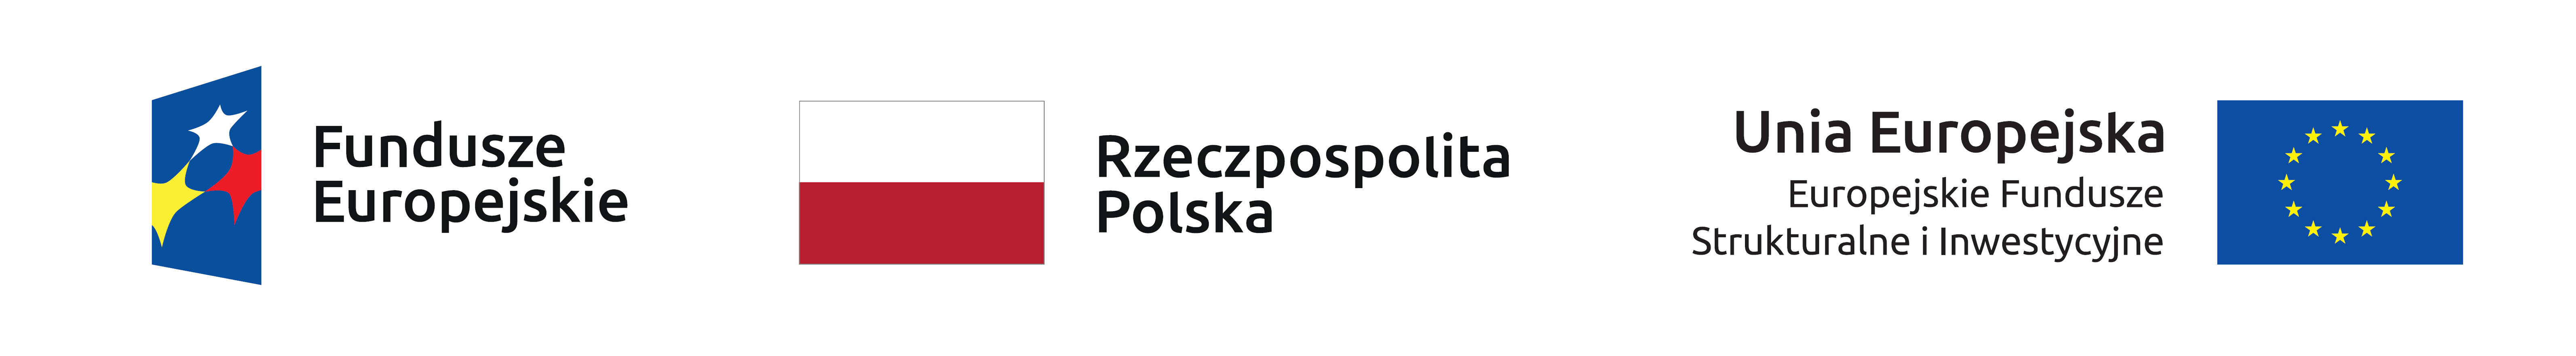 Fundusze
Europejskie
Rzeczpospolita
Polska
Unia Europejska
Europejskie Fundusze
Strukturalne i Inwestycyjne